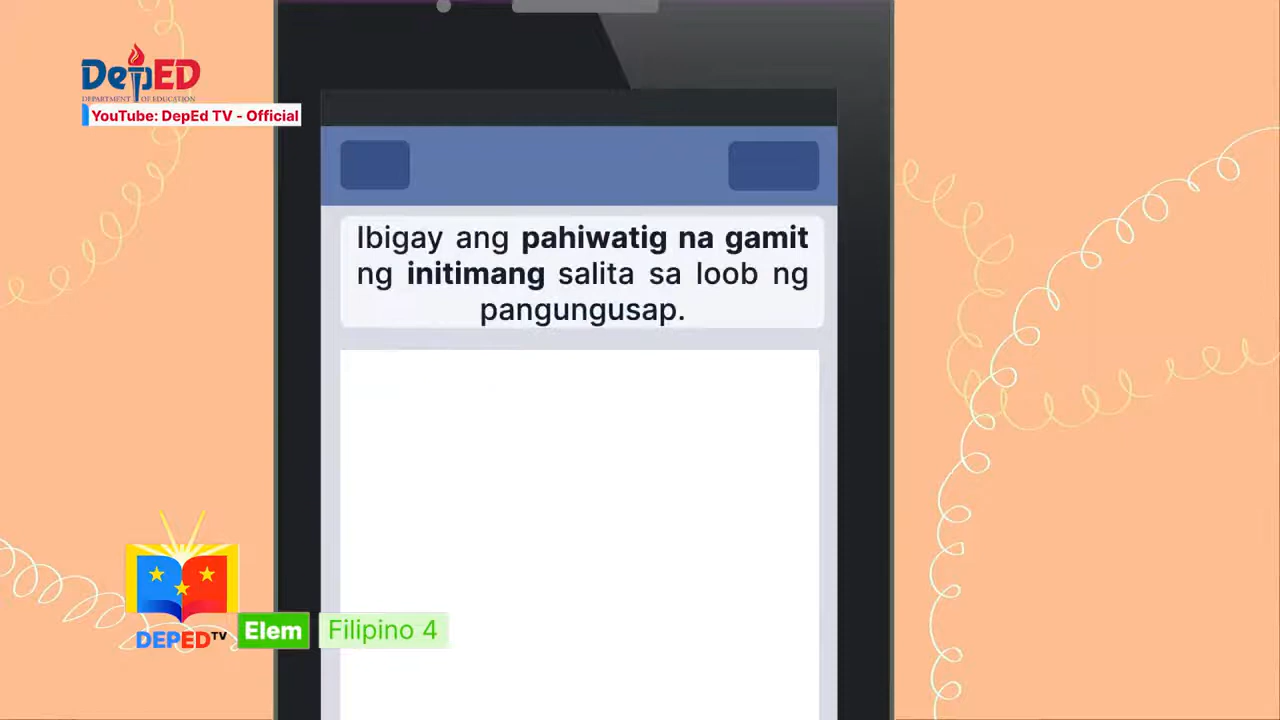 DepED
DEPARTMENT OF EDUCATION
YouTube: DepEd TV - Official
Ibigay ang pahiwatig na gamit
ng initimang salita sa loob ng
pangungusap.
DEPED TV
Elem
Filipino 4